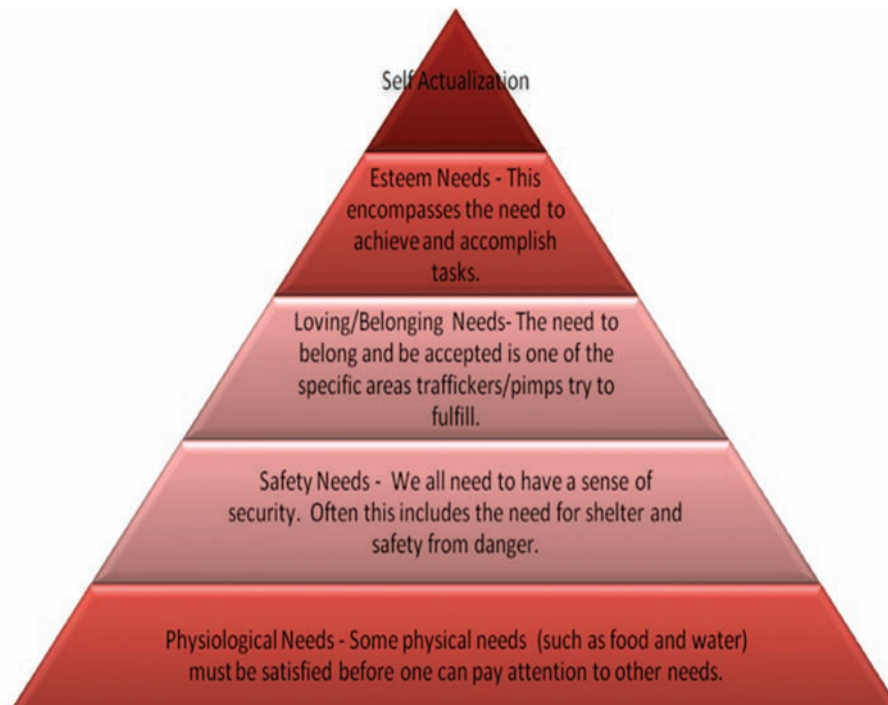 Self Actualization
Esteem Needs - This
encompasses the need to
achieve and accomplish
tasks.
Loving/Belonging Needs- The need to
belong and be accepted is one of the
specific areas traffickers/pimps try to
fulfill.
Safety Needs - We all need to have a sense of
security. Often this includes the need for shelter and
safety from danger.
Physiological Needs - Some physical needs (such as food and water)
must be satisfied before one can pay attention to other needs.